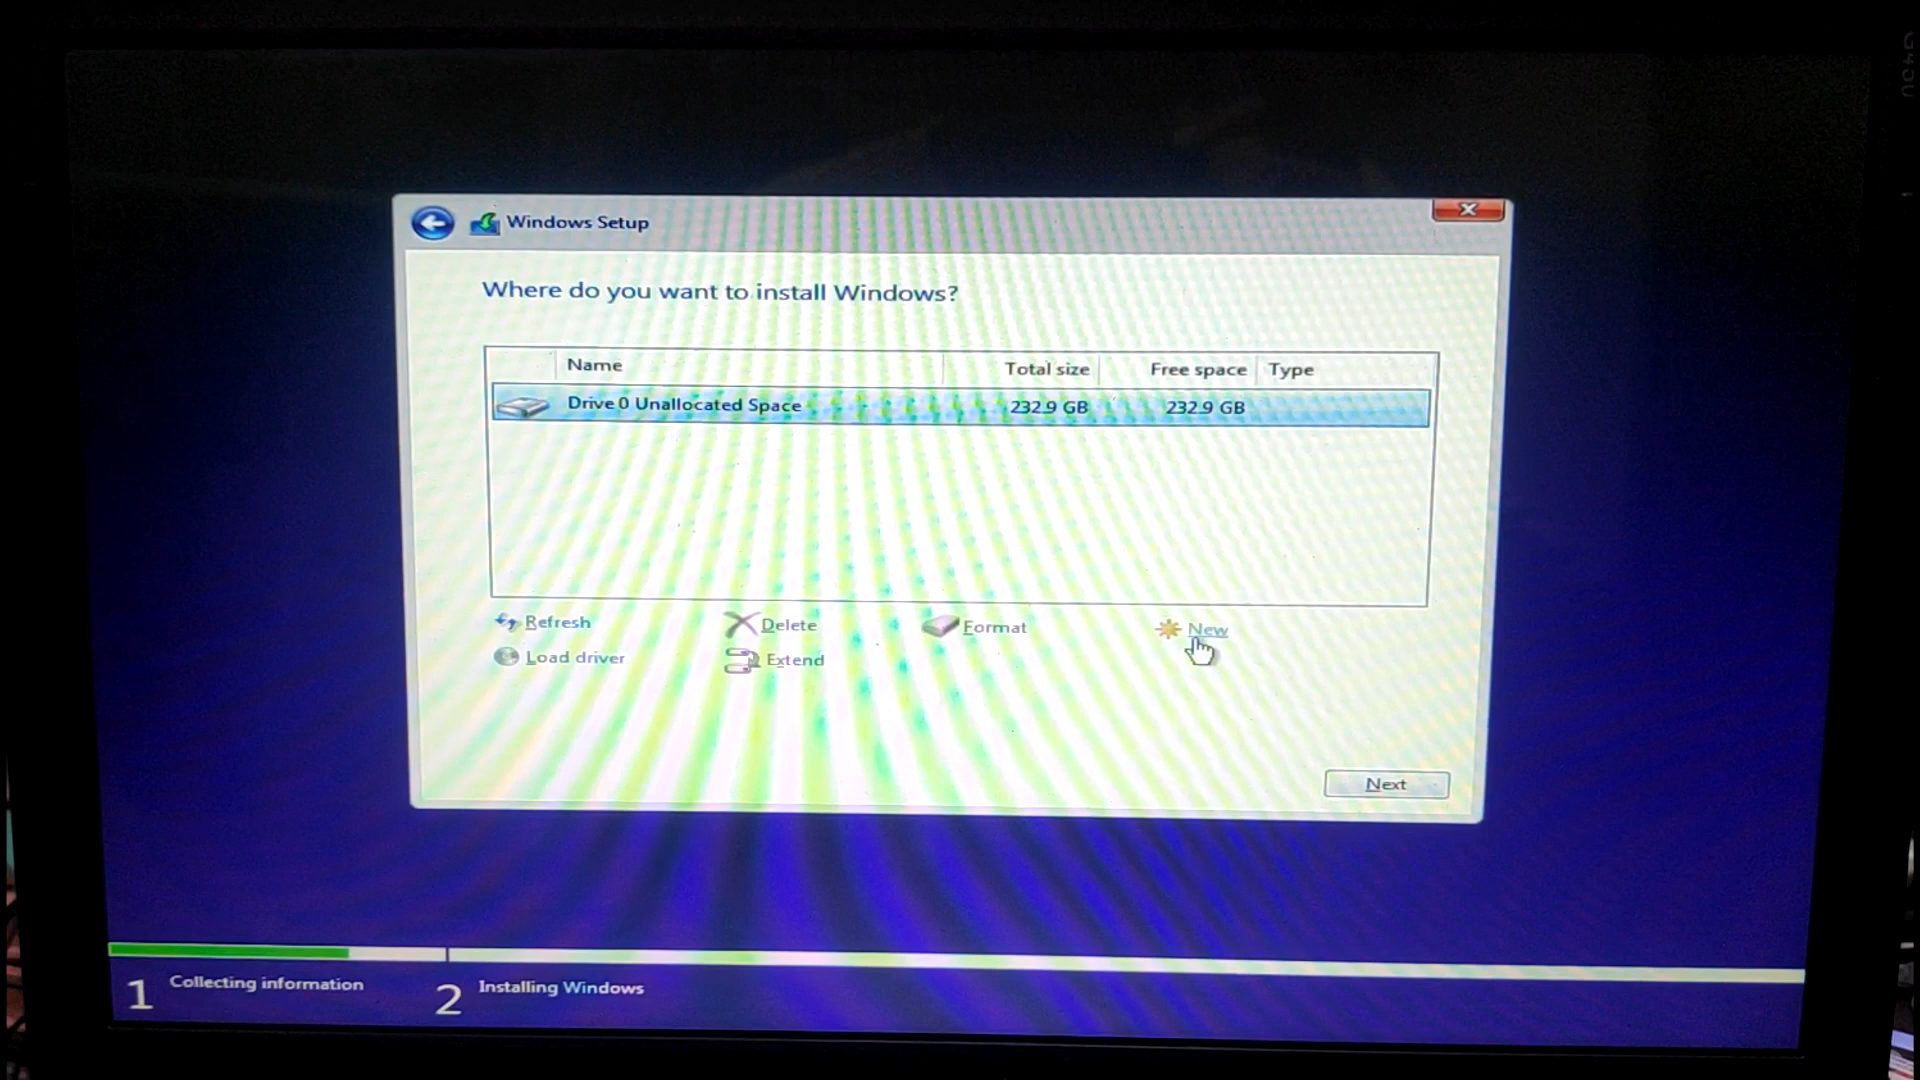 Windows Setup
Where do you want to install Windows?
Name Total size Free space Type
Drive 0 Unallocated Space 232.9 GB 232.9 GB
Refresh Delete Format New
Load driver Extend
Next
1 Collecting information 2 Installing Windows